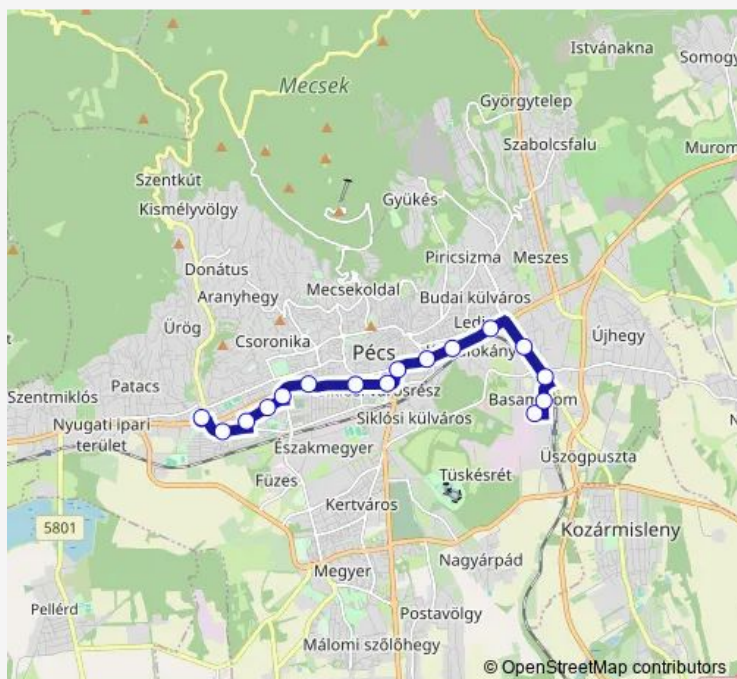 Istvánakna
Somogy
Mecsek
Györgytelep
Szabolcsfalu
Murom
Szentkút
Gyükés
Kismélyvölgy
Piricsizma
Meszes
Donátus
Mecsekoldal
Aranyhegy
Budai külváros
Ledi
Ürög
Csoronika
Újhegy
Pécs
Szentmiklós
Patacs
Basam
om
Siklósi külváros
Nyugati ipari
terület
Északmegyer
Üszögpuszta
Tüskésrét
Füzes
Kertváros
5801
Kozármisleny
Nagyárpád
Megyer
Pellérd
Postavölgy
Málomi szőlőhegy
© OpenStreetMap contributors